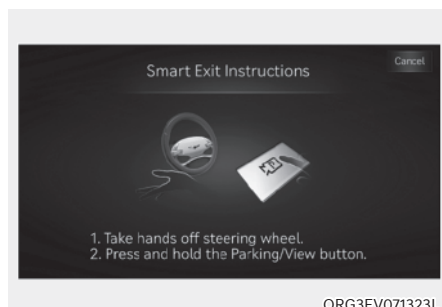 Smart Exit Instructions
Cancel
1. Take hands off steering wheel.
2. Press and hold the Parking/View button.
ORG3EV071323L